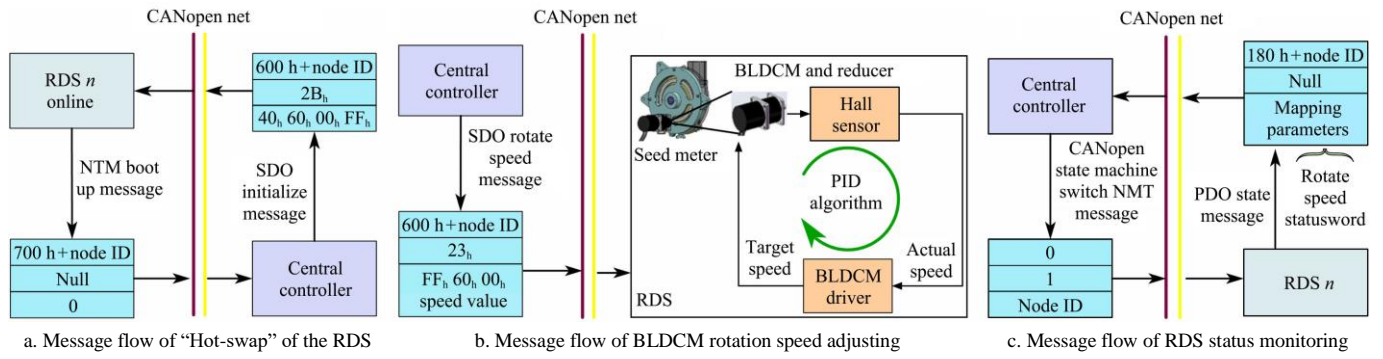 CANopen net
RDS n
online
600 h+node ID
2Bₕ
40ₕ 60ₕ 00ₕ FFₕ
NTM boot
up message
SDO
initialize
message
700 h+node ID
Null
0
Central
controller
a. Message flow of “Hot-swap” of the RDS
CANopen net
Central
controller
SDO rotate
speed
message
600 h+node ID
23ₕ
FFₕ 60ₕ 00ₕ
speed value
BLDCM and reducer
Seed meter
Hall
sensor
PID
algorithm
Target
speed
Actual
speed
BLDCM
driver
RDS
b. Message flow of BLDCM rotation speed adjusting
CANopen net
Central
controller
180 h+node ID
Null
Mapping
parameters
CANopen
state machine
switch NMT
message
PDO state
message
Rotate
speed
statusword
0
1
Node ID
RDS n
c. Message flow of RDS status monitoring